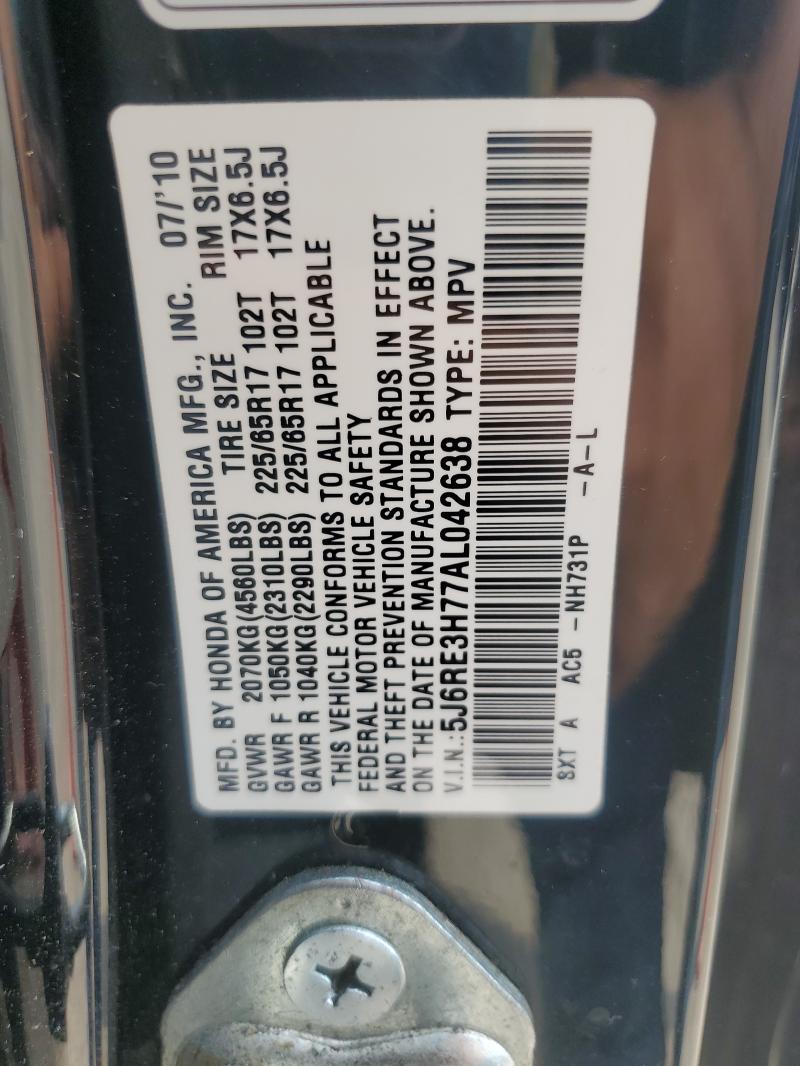 MFD. BY HONDA OF AMERICA MFG., INC. 07/'10
GVWR 2070KG(4560LBS) TIRE SIZE RIM SIZE
GAWR F 1050KG(2310LBS) 225/65R17 102T 17X6.5J
GAWR R 1040KG(2290LBS) 225/65R17 102T 17X6.5J
THIS VEHICLE CONFORMS TO ALL APPLICABLE
FEDERAL MOTOR VEHICLE SAFETY
AND THEFT PREVENTION STANDARDS IN EFFECT
ON THE DATE OF MANUFACTURE SHOWN ABOVE.
V.I.N.:5J6RE3H77AL042638 TYPE: MPV
SXT A AC5 -NH731P -A-L